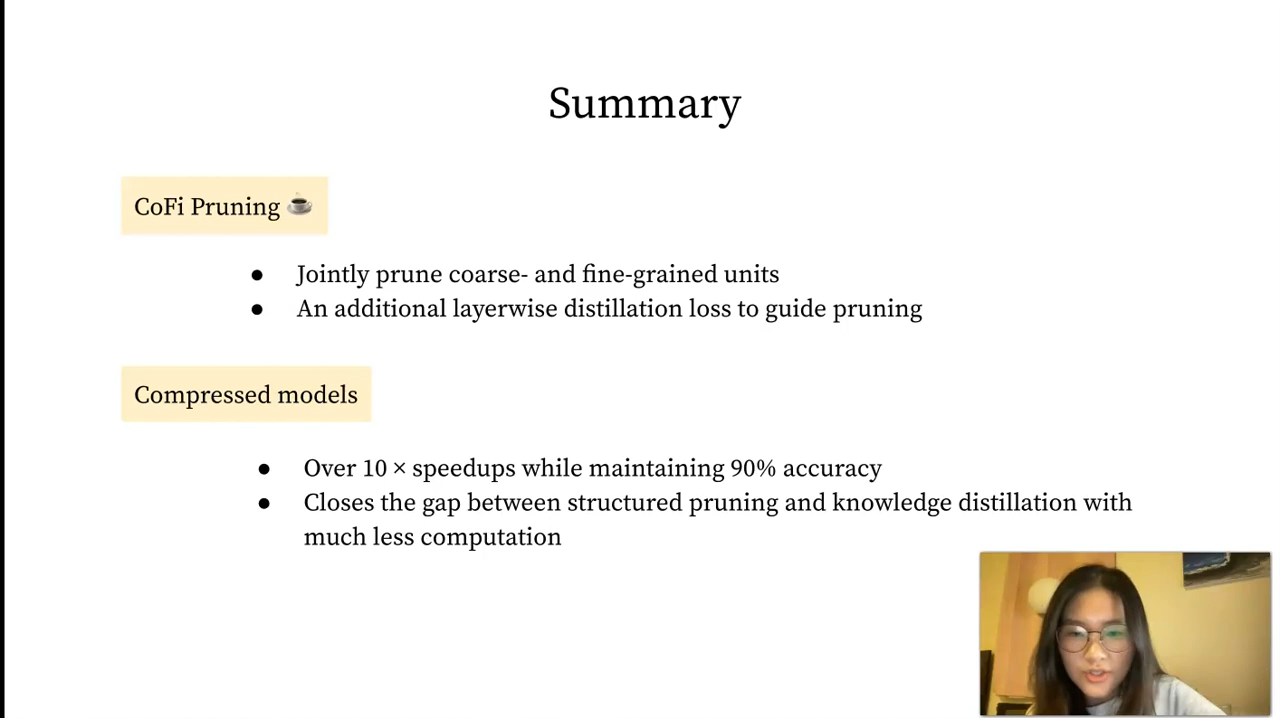 Summary
CoFi Pruning ☕
● Jointly prune coarse- and fine-grained units
● An additional layerwise distillation loss to guide pruning
Compressed models
● Over 10 × speedups while maintaining 90% accuracy
● Closes the gap between structured pruning and knowledge distillation with
much less computation